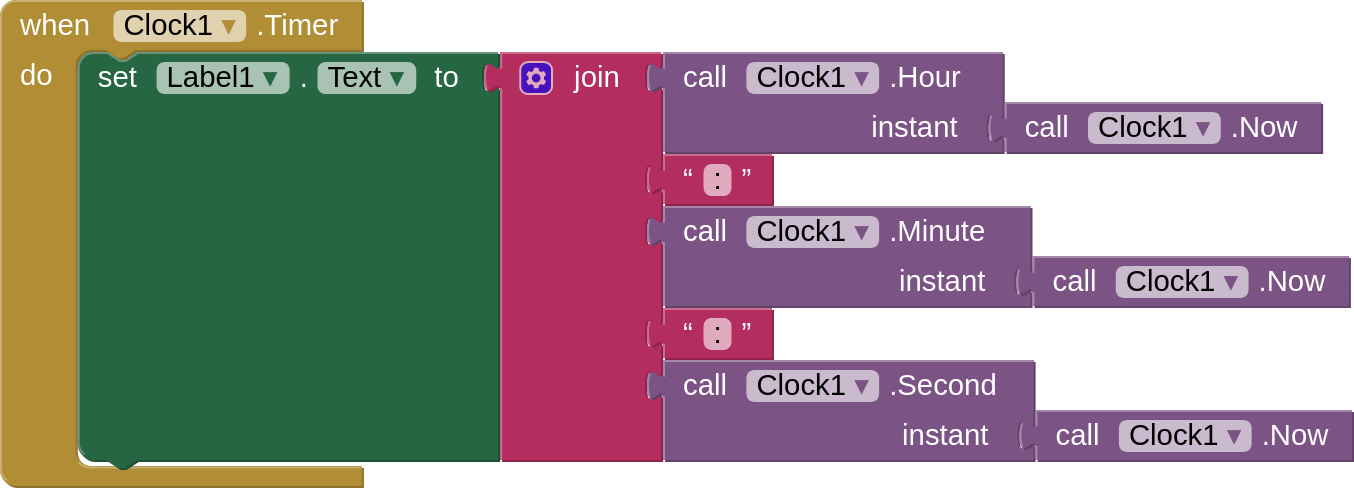 when Clock1 ▾ .Timer
do set Label1 ▾ . Text ▾ to join call Clock1 ▾ .Hour
instant call Clock1 ▾ .Now
“ : ”
call Clock1 ▾ .Minute
instant call Clock1 ▾ .Now
“ : ”
call Clock1 ▾ .Second
instant call Clock1 ▾ .Now